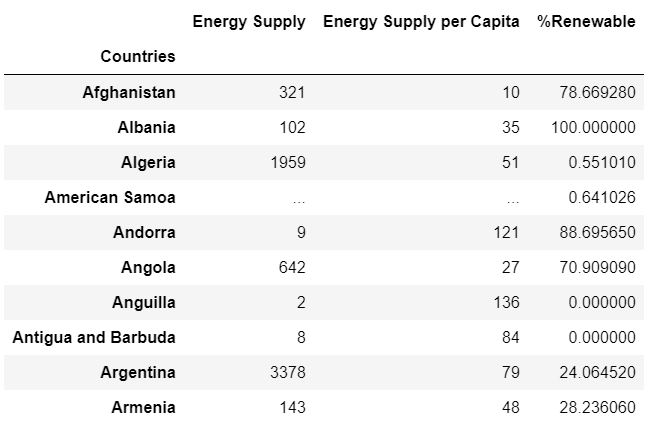 Energy Supply Energy Supply per Capita %Renewable
Countries
Afghanistan 321 10 78.669280
Albania 102 35 100.000000
Algeria 1959 51 0.551010
American Samoa ... ... 0.641026
Andorra 9 121 88.695650
Angola 642 27 70.909090
Anguilla 2 136 0.000000
Antigua and Barbuda 8 84 0.000000
Argentina 3378 79 24.064520
Armenia 143 48 28.236060